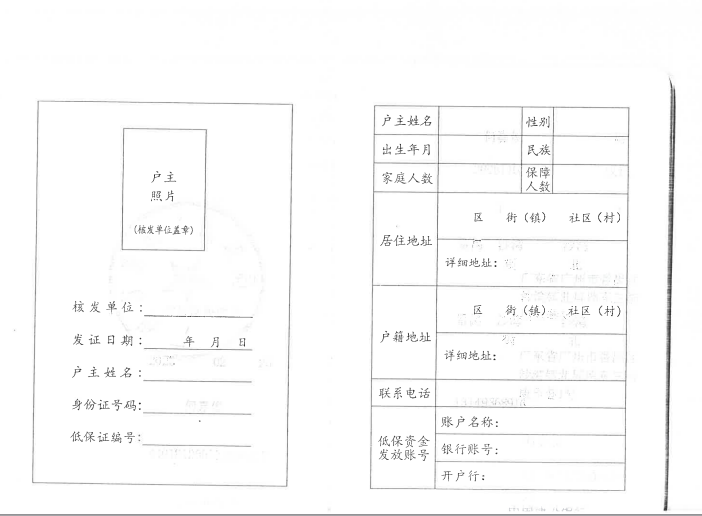 户主
照片
(核发单位盖章)
核发单位:
发证日期: 年 月 日
户主姓名:
身份证号码:
低保证编号:
户主姓名 性别
出生年月 民族
家庭人数 保障人数
居住地址 区 街(镇) 社区(村)
详细地址:
户籍地址 区 街(镇) 社区(村)
详细地址:
联系电话
低保资金发放账号 账户名称:
银行账号:
开户行: